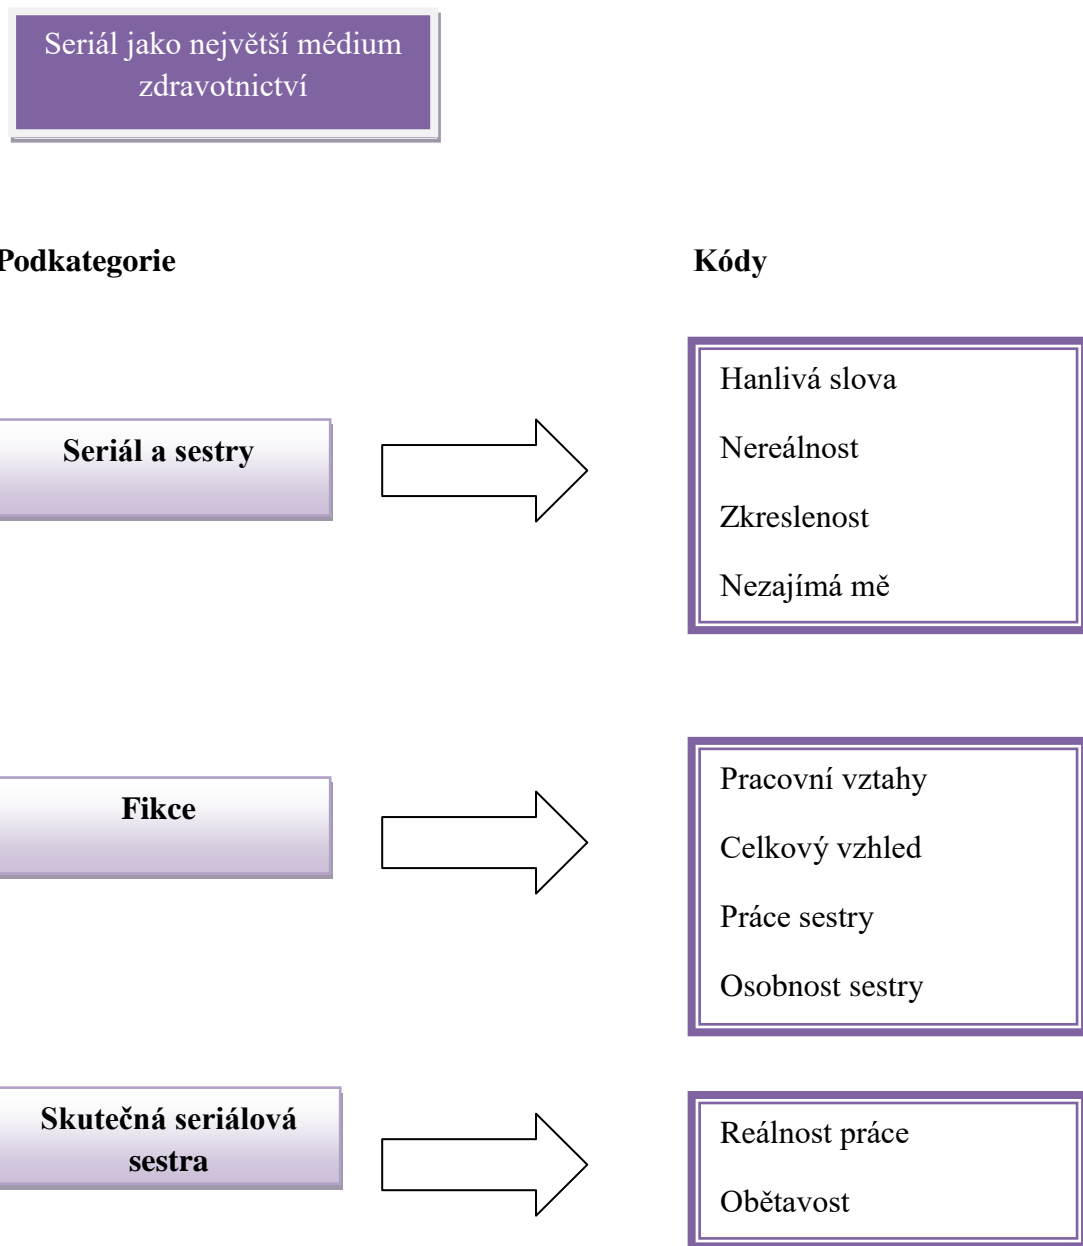 Seriál jako největší médium
zdravotnictví
Podkategorie
Kódy
Seriál a sestry
Hanlivá slova
Nereálnost
Zkreslenost
Nezajímá mě
Fikce
Pracovní vztahy
Celkový vzhled
Práce sestry
Osobnost sestry
Skutečná seriálová
sestra
Reálnost práce
Obětavost